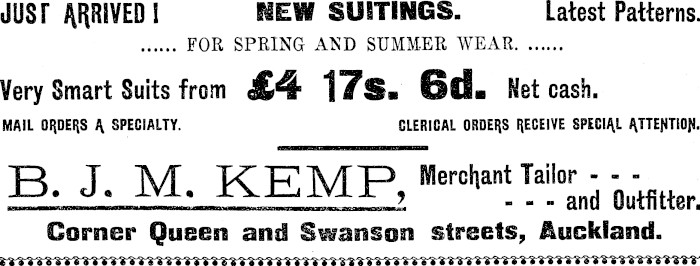 JUST ARRIVED! NEW SUITINGS. Latest Patterns.
...... FOR SPRING AND SUMMER WEAR. ......
Very Smart Suits from £4 17s. 6d. Net cash.
MAIL ORDERS A SPECIALTY. CLERICAL ORDERS RECEIVE SPECIAL ATTENTION.
B. J. M. KEMP, Merchant Tailor - - -
- - - and Outfitter.
Corner Queen and Swanson streets, Auckland.